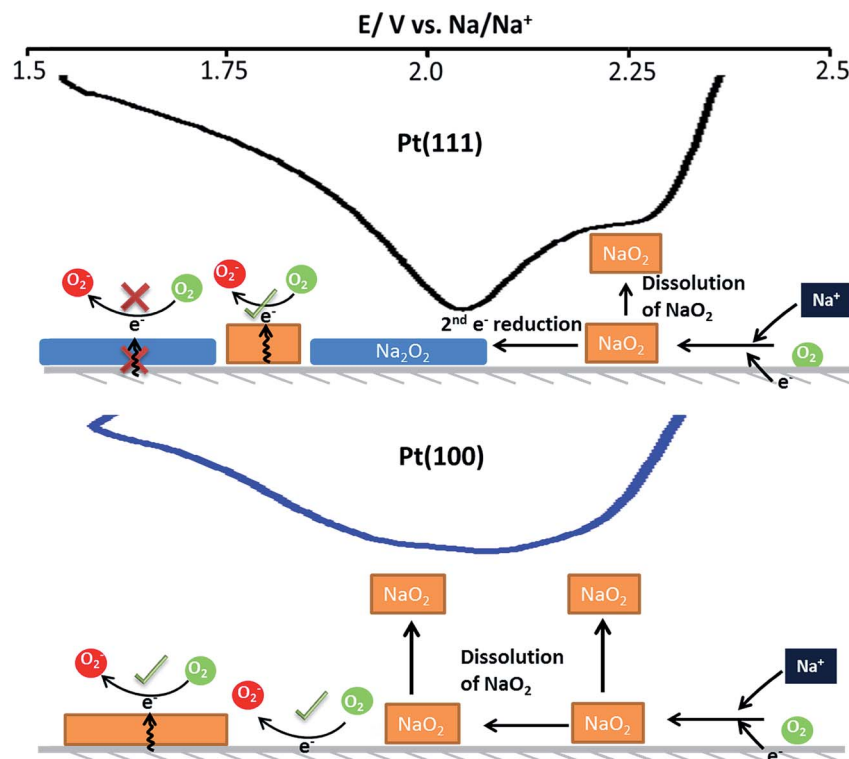 E/ V vs. Na/Na⁺
1.5 1.75 2.0 2.25 2.5
Pt(111)
NaO₂
O₂⁻ O₂ O₂⁻ O₂
Dissolution
of NaO₂
Na⁺
e⁻ e⁻
2ⁿᵈ e⁻ reduction
Na₂O₂ NaO₂ O₂
e⁻
Pt(100)
NaO₂ NaO₂
Dissolution
of NaO₂
Na⁺
O₂⁻ O₂
e⁻
O₂⁻ O₂ NaO₂ NaO₂ O₂
e⁻ e⁻